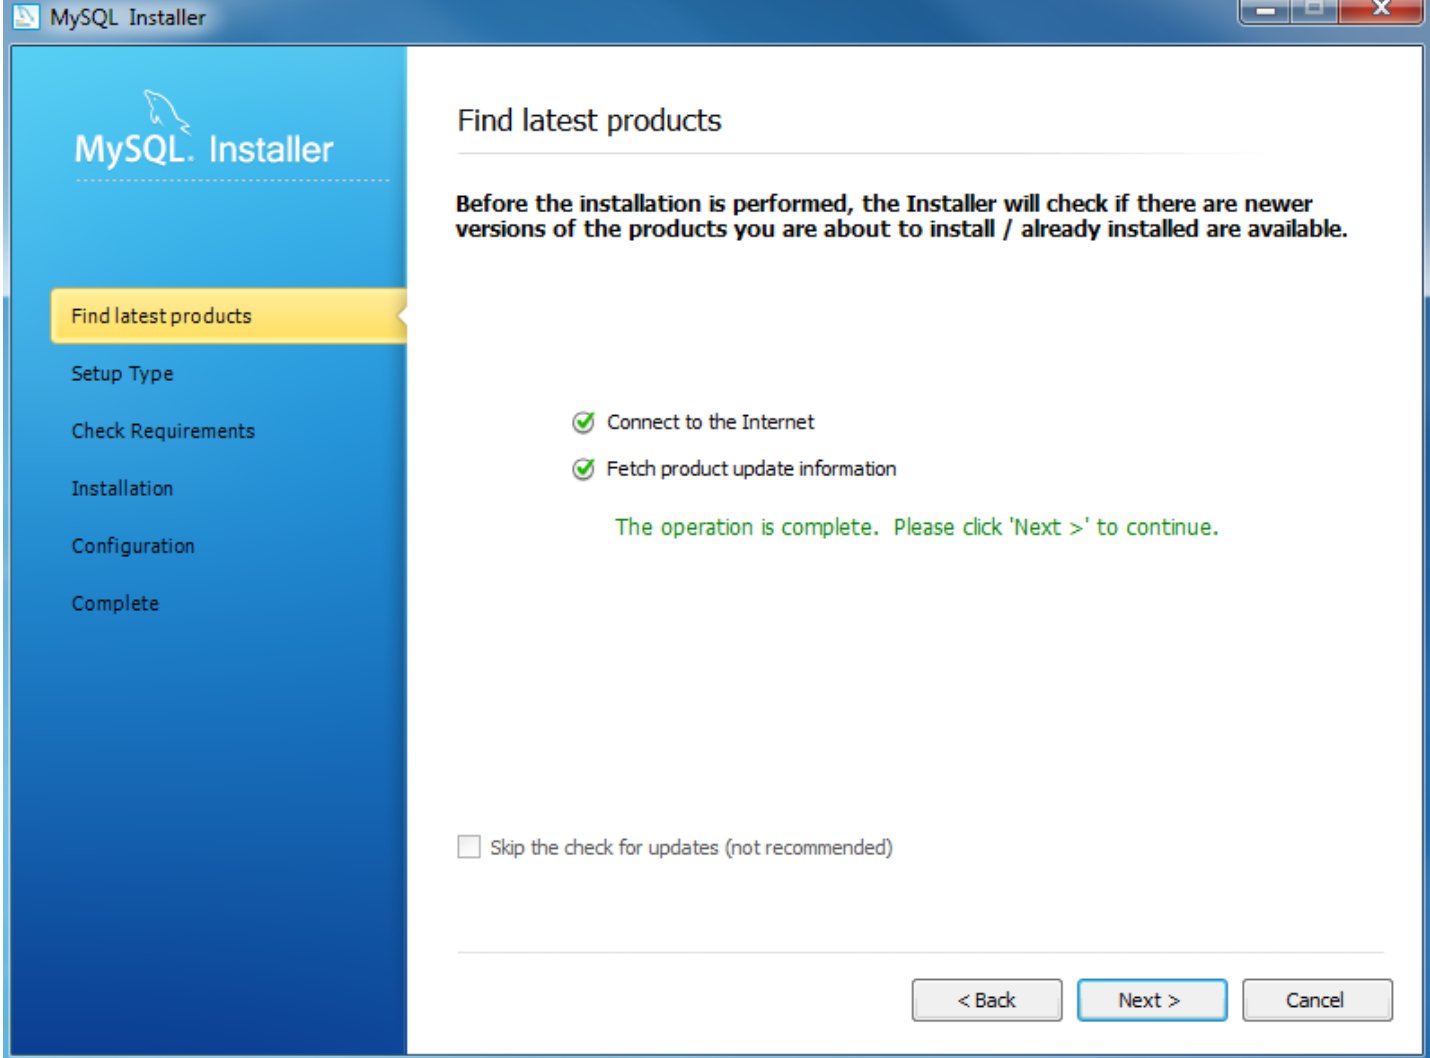 MySQL Installer
MySQL. Installer
Find latest products
Setup Type
Check Requirements
Installation
Configuration
Complete
Find latest products
Before the installation is performed, the Installer will check if there are newer
versions of the products you are about to install / already installed are available.
Connect to the Internet
Fetch product update information
The operation is complete. Please click 'Next >' to continue.
Skip the check for updates (not recommended)
< Back
Next >
Cancel